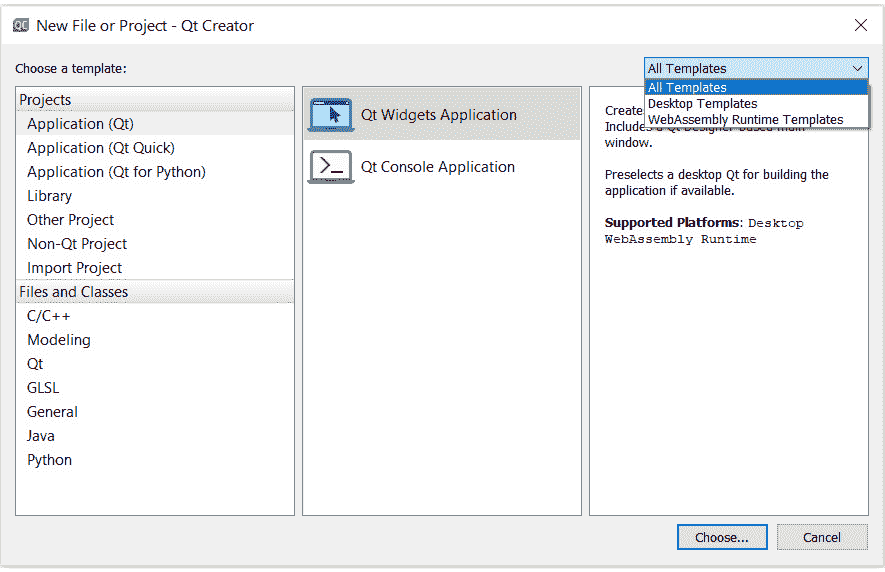 QC New File or Project - Qt Creator
Choose a template:
All Templates
All Templates
Desktop Templates
WebAssembly Runtime Templates
Projects
Application (Qt)
Application (Qt Quick)
Application (Qt for Python)
Library
Other Project
Non-Qt Project
Import Project
Files and Classes
C/C++
Modeling
Qt
GLSL
General
Java
Python
Qt Widgets Application
>_ Qt Console Application
Includes a Qt Designer-based main
window.
Preselects a desktop Qt for building the
application if available.
Supported Platforms: Desktop
WebAssembly Runtime
Choose...
Cancel